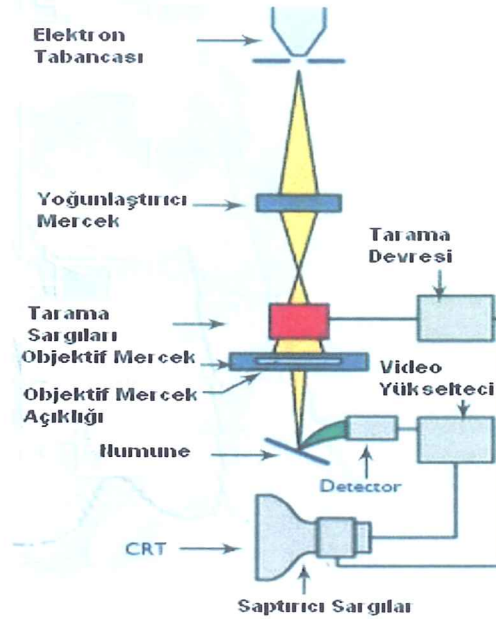 Elektron
Tabancası
Yoğunlaştırıcı
Mercek
Tarama
Devresi
Tarama
Sargıları
Objektif Mercek
Objektif Mercek
Açıklığı
Video
Yükselteci
Numune
Detector
CRT
Saptırıcı Sargılar